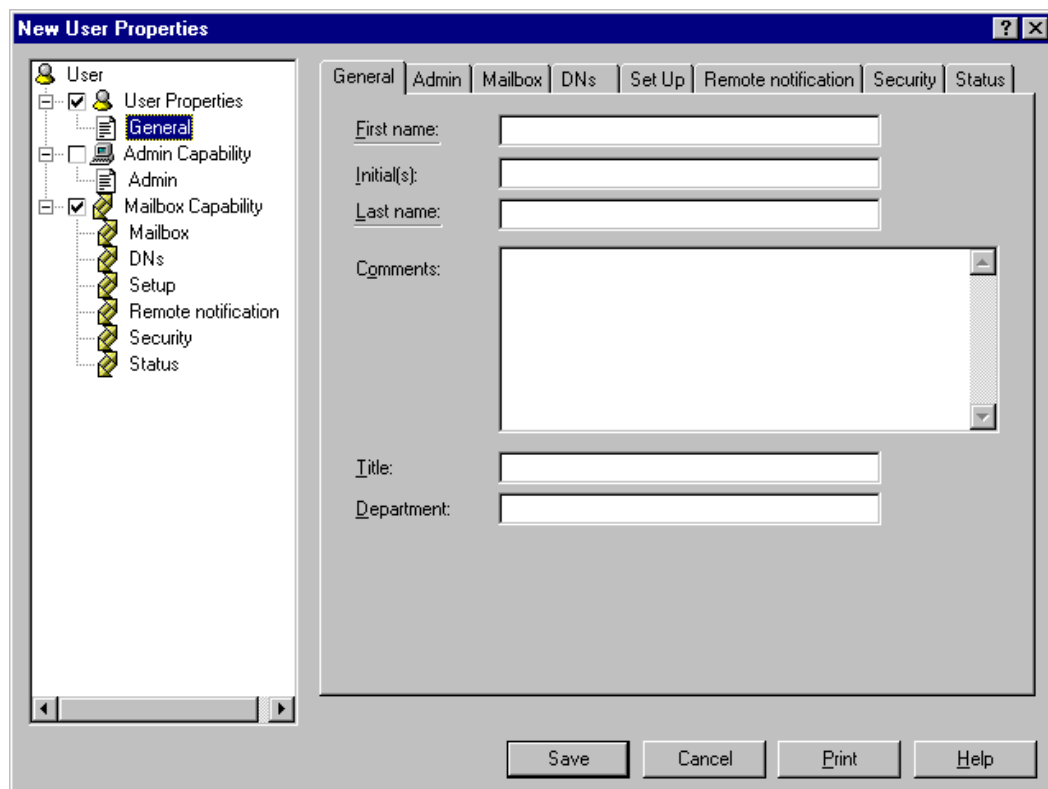 New User Properties
User
User Properties
General
Admin Capability
Admin
Mailbox Capability
Mailbox
DNs
Setup
Remote notification
Security
Status
General Admin Mailbox DNs Set Up Remote notification Security Status
First name:
Initial(s):
Last name:
Comments:
Title:
Department:
Save Cancel Print Help